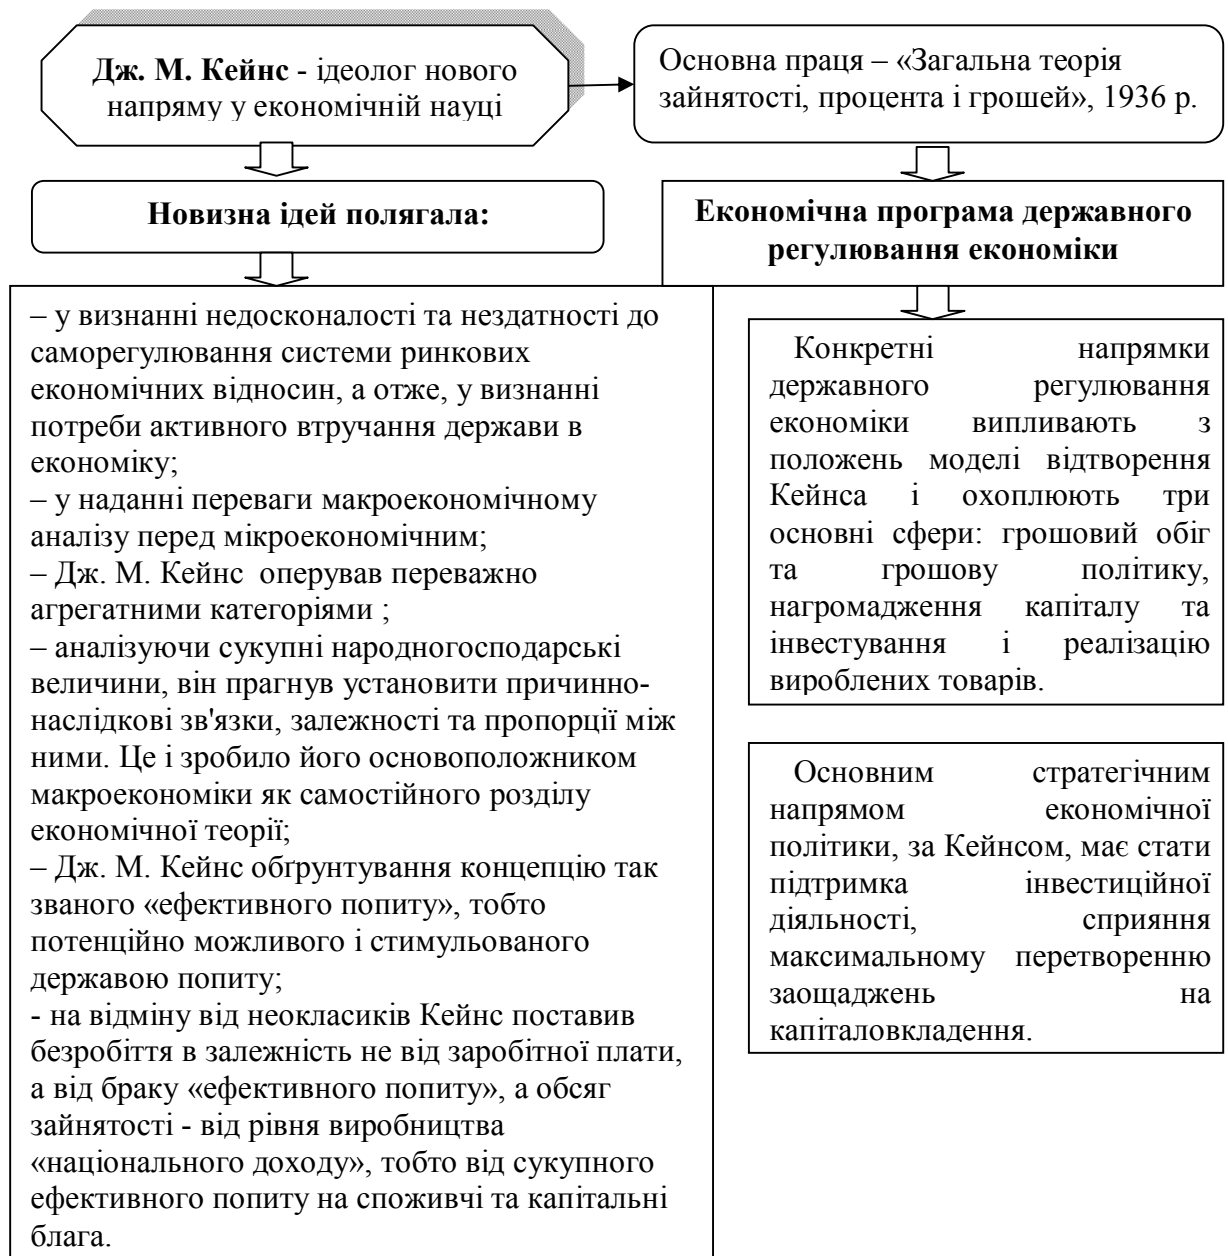 Дж. М. Кейнс - ідеолог нового
напряму у економічній науці
Основна праця – «Загальна теорія
зайнятості, процента і грошей», 1936 р.
Новизна ідей полягала:
– у визнанні недосконалості та нездатності до
саморегулювання системи ринкових
економічних відносин, а отже, у визнанні
потреби активного втручання держави в
економіку;
– у наданні переваги макроекономічному
аналізу перед мікроекономічним;
– Дж. М. Кейнс  оперував переважно
агрегатними категоріями ;
– аналізуючи сукупні народногосподарські
величини, він прагнув установити причинно-
наслідкові зв'язки, залежності та пропорції між
ними. Це і зробило його основоположником
макроекономіки як самостійного розділу
економічної теорії;
– Дж. М. Кейнс обґрунтування концепцію так
званого «ефективного попиту», тобто
потенційно можливого і стимульованого
державою попиту;
- на відміну від неокласиків Кейнс поставив
безробіття в залежність не від заробітної плати,
а від браку «ефективного попиту», а обсяг
зайнятості - від рівня виробництва
«національного доходу», тобто від сукупного
ефективного попиту на споживчі та капітальні
блага.
Економічна програма державного
регулювання економіки
Конкретні напрямки
державного регулювання
економіки випливають з
положень моделі відтворення
Кейнса і охоплюють три
основні сфери: грошовий обіг
та грошову політику,
нагромадження капіталу та
інвестування і реалізацію
вироблених товарів.
Основним стратегічним
напрямом економічної
політики, за Кейнсом, має стати
підтримка інвестиційної
діяльності, сприяння
максимальному перетворенню
заощаджень на
капіталовкладення.